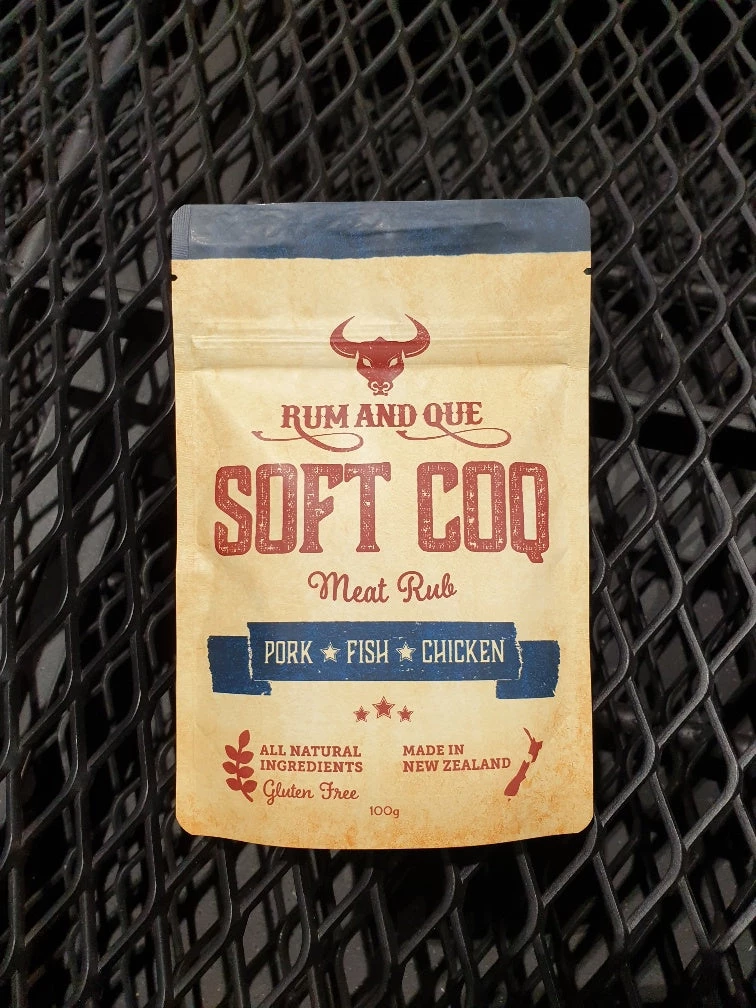 RUM AND QUE
SOFT COQ
Meat Rub
PORK ★ FISH ★ CHICKEN
ALL NATURAL
INGREDIENTS
Gluten Free
MADE IN
NEW ZEALAND
100g